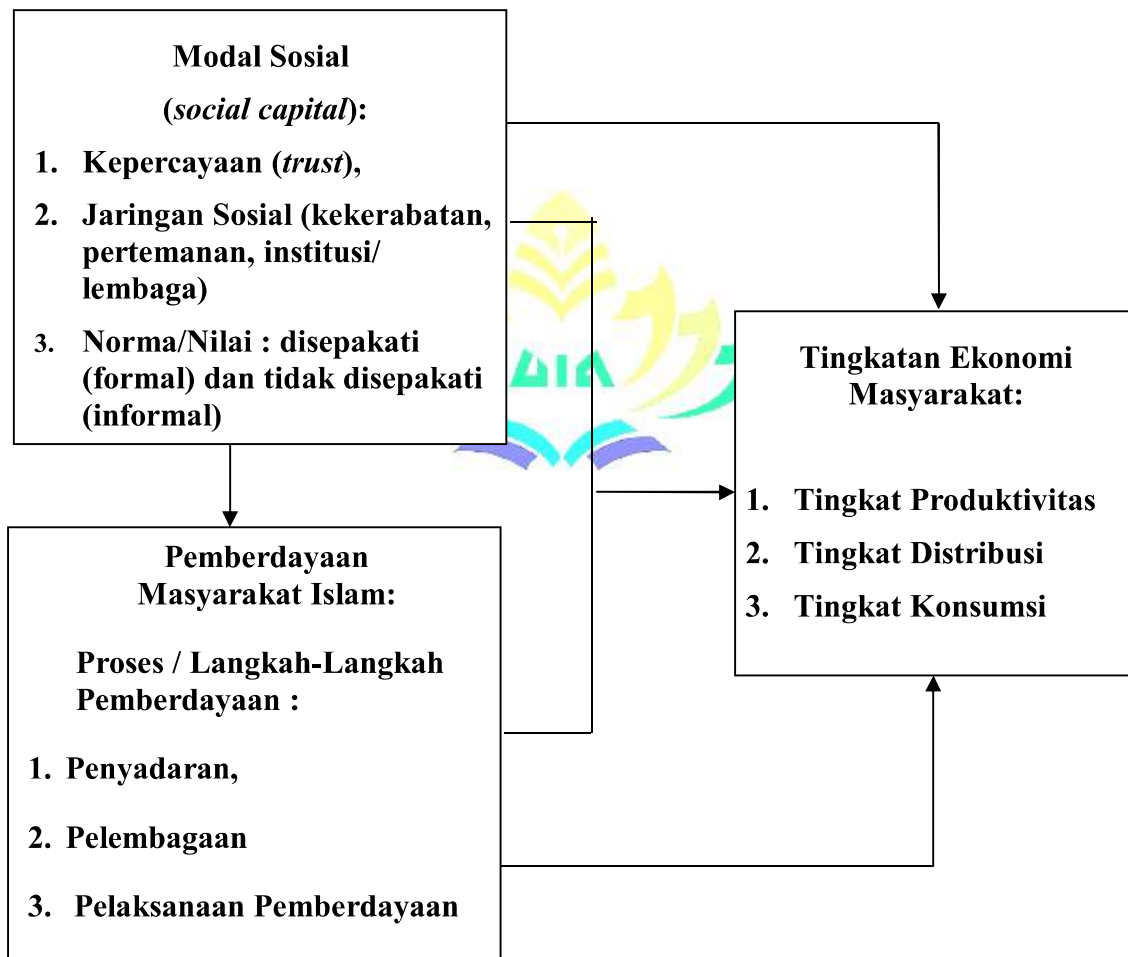 Modal Sosial
(social capital):
1. Kepercayaan (trust),
2. Jaringan Sosial (kekerabatan,
pertemanan, institusi/
lembaga)
3. Norma/Nilai : disepakati
(formal) dan tidak disepakati
(informal)
Pemberdayaan
Masyarakat Islam:
Proses / Langkah-Langkah
Pemberdayaan :
1. Penyadaran,
2. Pelembagaan
3. Pelaksanaan Pemberdayaan
Tingkatan Ekonomi
Masyarakat:
1. Tingkat Produktivitas
2. Tingkat Distribusi
3. Tingkat Konsumsi